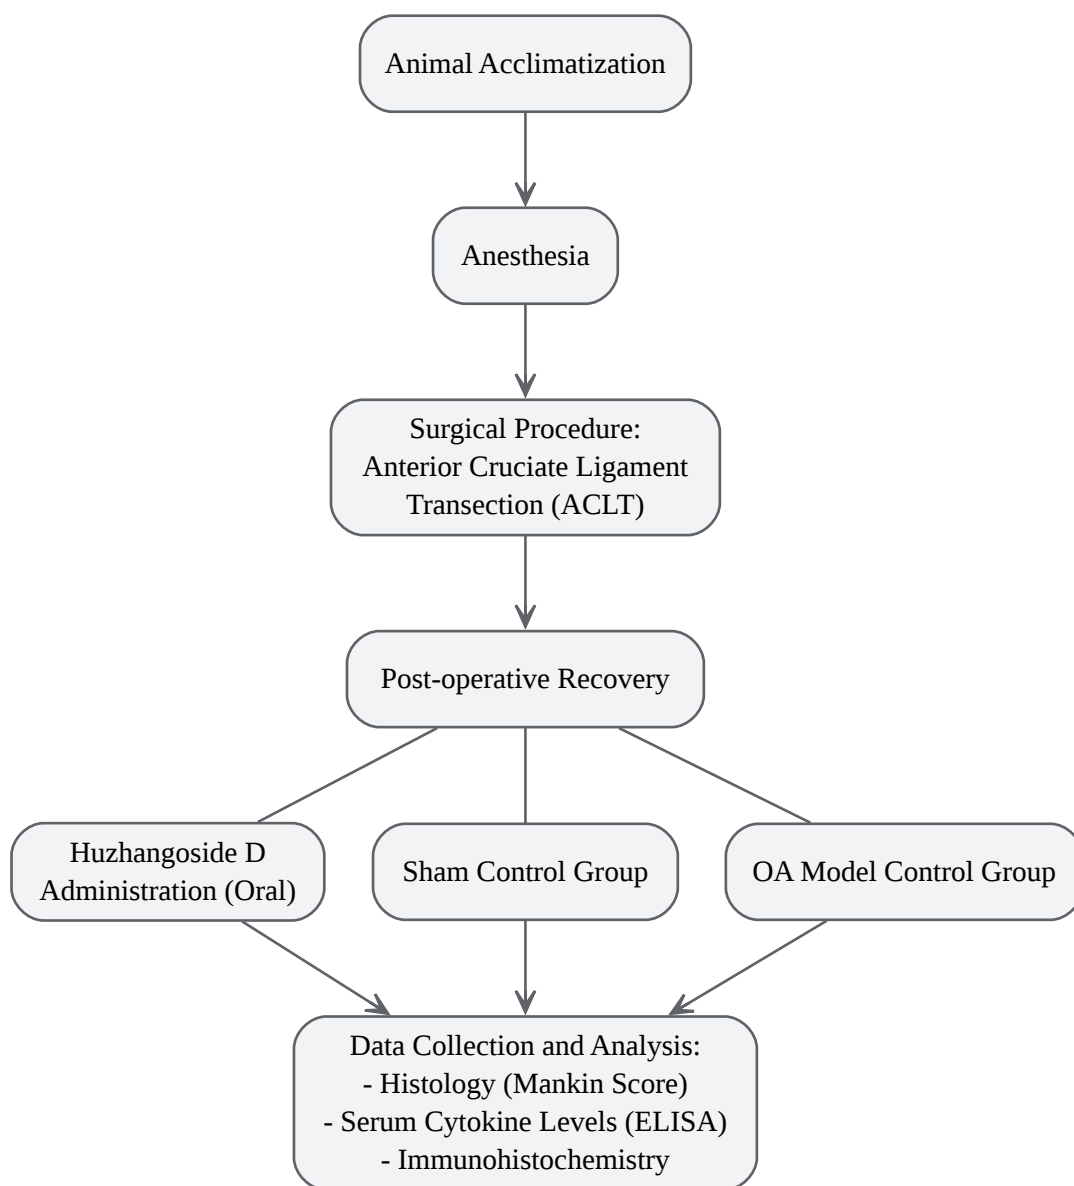 Animal Acclimatization
Anesthesia
Surgical Procedure:
Anterior Cruciate Ligament
Transection (ACLT)
Post-operative Recovery
Huzhangoside D
Administration (Oral)
Sham Control Group
OA Model Control Group
Data Collection and Analysis:
- Histology (Mankin Score)
- Serum Cytokine Levels (ELISA)
- Immunohistochemistry